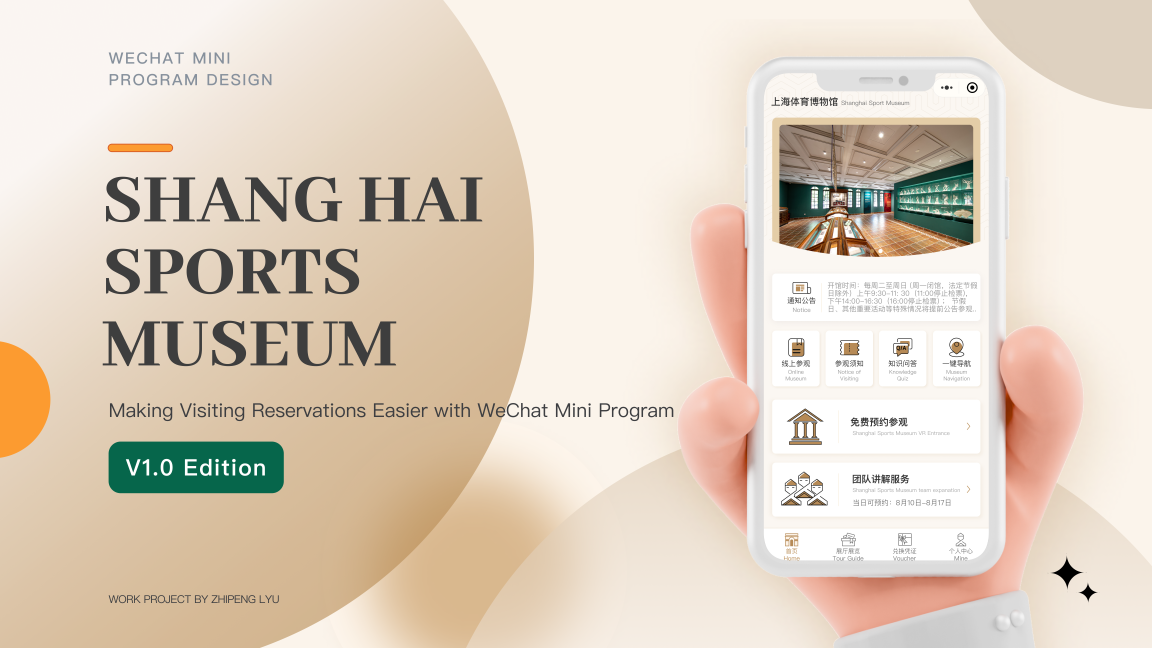 WECHAT MINI
PROGRAM DESIGN
SHANG HAI
SPORTS
MUSEUM
Making Visiting Reservations Easier with WeChat Mini Program
V1.0 Edition
WORK PROJECT BY ZHIPENG LYU
上海体育博物馆 Shanghai Sport Museum
通知公告
Notice
开馆时间：每周二至周日 (周一闭馆，法定节假
日除外）上午9:30-11: 30（11:00停止检票），
下午14:00-16:30（16:00停止检票）； 节假
日、其他重要活动等特殊情况将提前公告参观..
线上参观
Online
Museum
参观须知
Notice of
Visiting
Q/A
知识问答
Knowledge
Quiz
一键导航
Museum
Navigation
免费预约参观
Shanghai Sports Museum VR Entrance
团队讲解服务
Shanghai Sports Museum team expanation
当日可预约：8月10日-8月17日
首页
Home
展厅展览
Tour Guide
兑换凭证
Voucher
个人中心
Mine